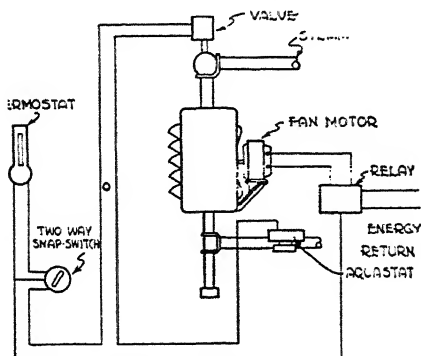 VALVE
ERMOSTAT
FAN MOTOR
RELAY
TWO WAY
SNAP-SWITCH
ENERGY
RETURN
AQUASTAT